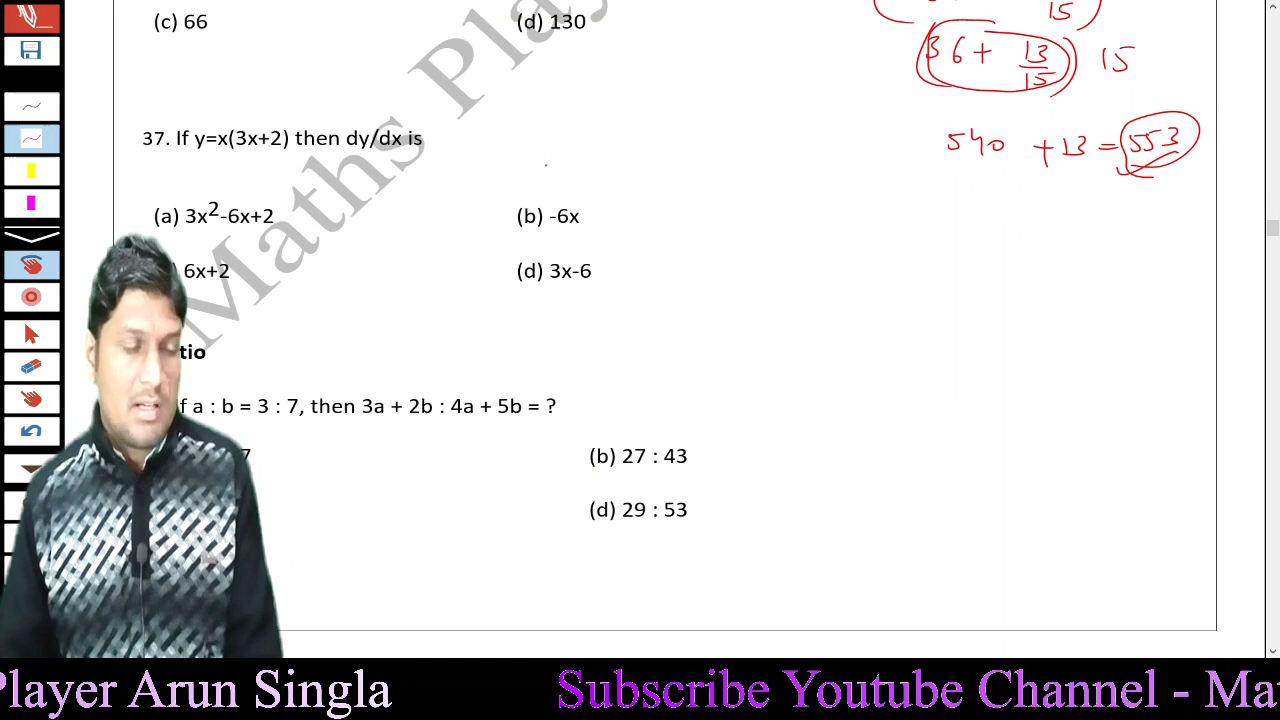 15
(c) 66 (d) 130
36 + 13/15) 15
37. If y=x(3x+2) then dy/dx is
540 + 13 = 553
(a) 3x²-6x+2 (b) -6x
6x+2 (d) 3x-6
tio
f a : b = 3 : 7, then 3a + 2b : 4a + 5b = ?
7 (b) 27 : 43
(d) 29 : 53
Maths Play
Player Arun Singla Subscribe Youtube Channel - Ma